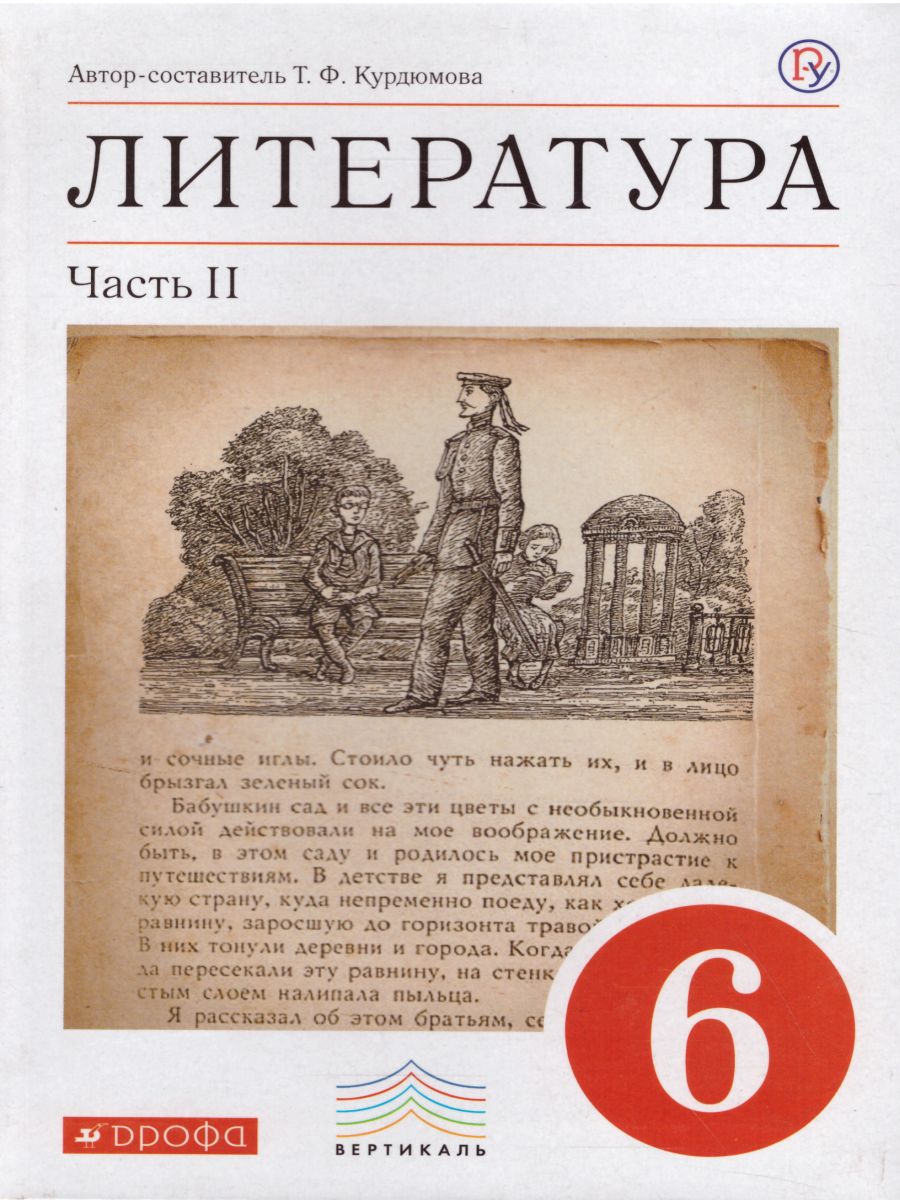 Автор-составитель Т. Ф. Курдюмова
Р-У
ЛИТЕРАТУРА
Часть II
и сочные иглы. Стоило чуть нажать их, и в лицо
брызгал зеленый сок.
Бабушкин сад и все эти цветы с необыкновенной
силой действовали на мое воображение. Должно
быть, в этом саду и родилось мое пристрастие к
путешествиям. В детстве я представлял себе дале-
кую страну, куда непременно поеду, как
равнину, заросшую до горизонта травой
В них тонули деревни и города. Когда
да пересекали эту равнину, на
стым слоем налипала пыльца.
Я рассказал об этом братьям,
6
ДРОФА
ВЕРТИКАЛЬ